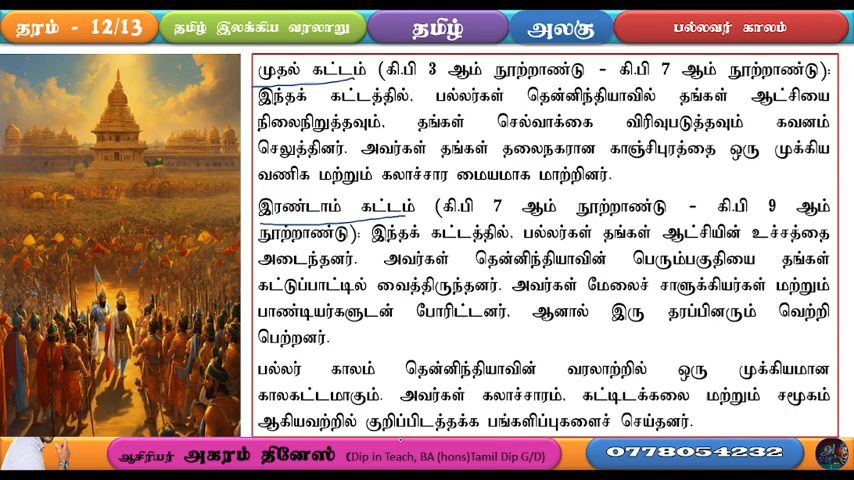 தரம் - 12/13
தமிழ் இலக்கிய வரலாறு
தமிழ்
அலகு
பல்லவர் காலம்
முதல் கட்டம் (கி.பி 3 ஆம் நூற்றாண்டு - கி.பி 7 ஆம் நூற்றாண்டு):
இந்தக் கட்டத்தில், பல்லர்கள் தென்னிந்தியாவில் தங்கள் ஆட்சியை
நிலைநிறுத்தவும், தங்கள் செல்வாக்கை விரிவுபடுத்தவும் கவனம்
செலுத்தினர். அவர்கள் தங்கள் தலைநகரான காஞ்சிபுரத்தை ஒரு முக்கிய
வணிக மற்றும் கலாச்சார மையமாக மாற்றினர்.
இரண்டாம் கட்டம் (கி.பி 7 ஆம் நூற்றாண்டு - கி.பி 9 ஆம்
நூற்றாண்டு): இந்தக் கட்டத்தில், பல்லர்கள் தங்கள் ஆட்சியின் உச்சத்தை
அடைந்தனர். அவர்கள் தென்னிந்தியாவின் பெரும்பகுதியை தங்கள்
கட்டுப்பாட்டில் வைத்திருந்தனர். அவர்கள் மேலைச் சாளுக்கியர்கள் மற்றும்
பாண்டியர்களுடன் போரிட்டனர், ஆனால் இரு தரப்பினரும் வெற்றி
பெற்றனர்.
பல்லர் காலம் தென்னிந்தியாவின் வரலாற்றில் ஒரு முக்கியமான
காலகட்டமாகும். அவர்கள் கலாச்சாரம், கட்டிடக்கலை மற்றும் சமூகம்
ஆகியவற்றில் குறிப்பிடத்தக்க பங்களிப்புகளைச் செய்தனர்.
ஆசிரியர் அகரம் தினேஸ் (Dip in Teach, BA (hons)Tamil Dip G/D)
0778054232